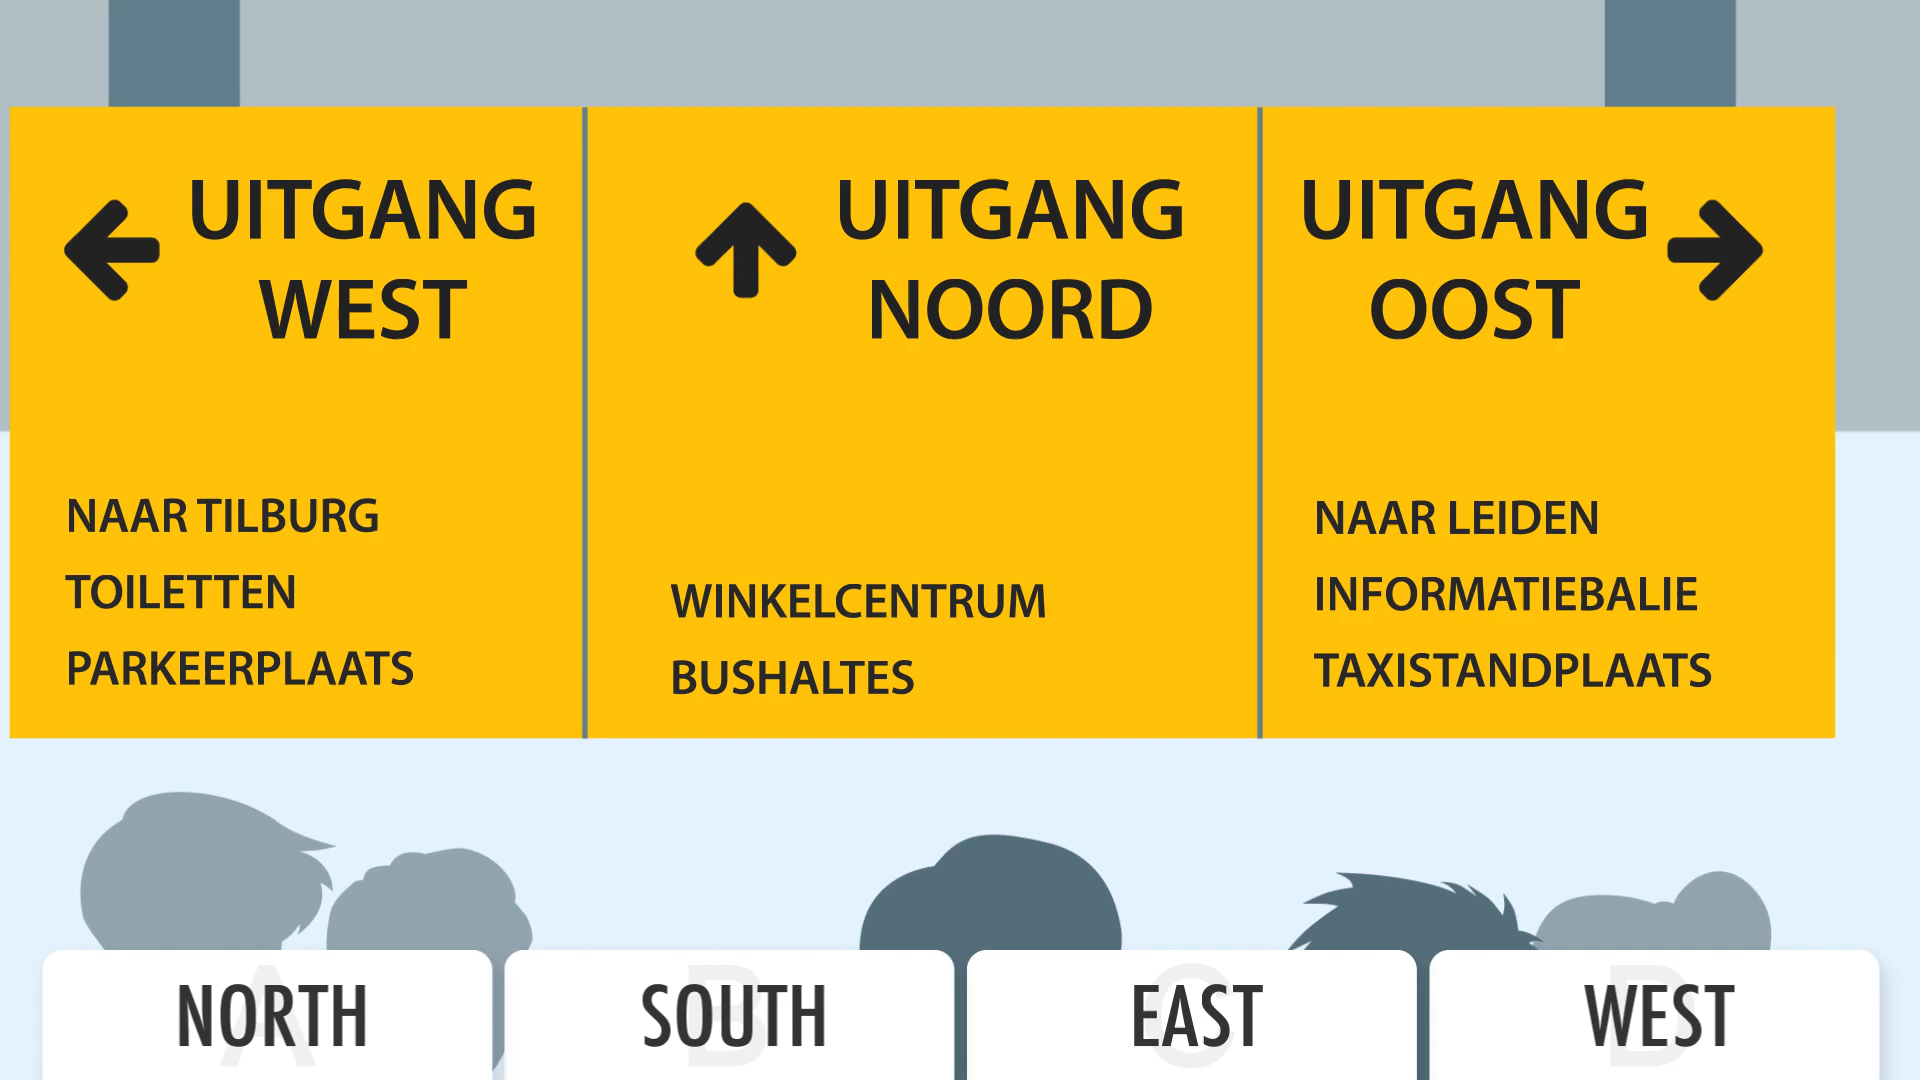 UITGANG
WEST
NAAR TILBURG
TOILETTEN
PARKEERPLAATS
UITGANG
NOORD
WINKELCENTRUM
BUSHALTES
UITGANG
OOST
NAAR LEIDEN
INFORMATIEBALIE
TAXISTANDPLAATS
A NORTH
B SOUTH
C EAST
D WEST